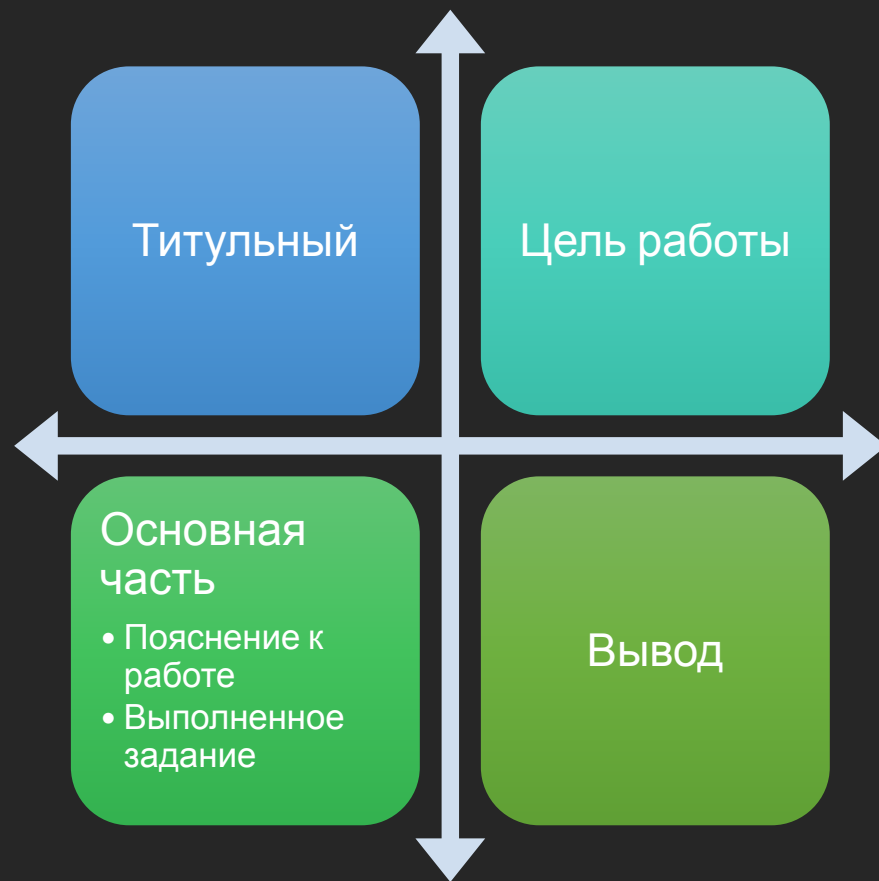 Титульный
Цель работы
Основная
часть
• Пояснение к
работе
• Выполненное
задание
Вывод